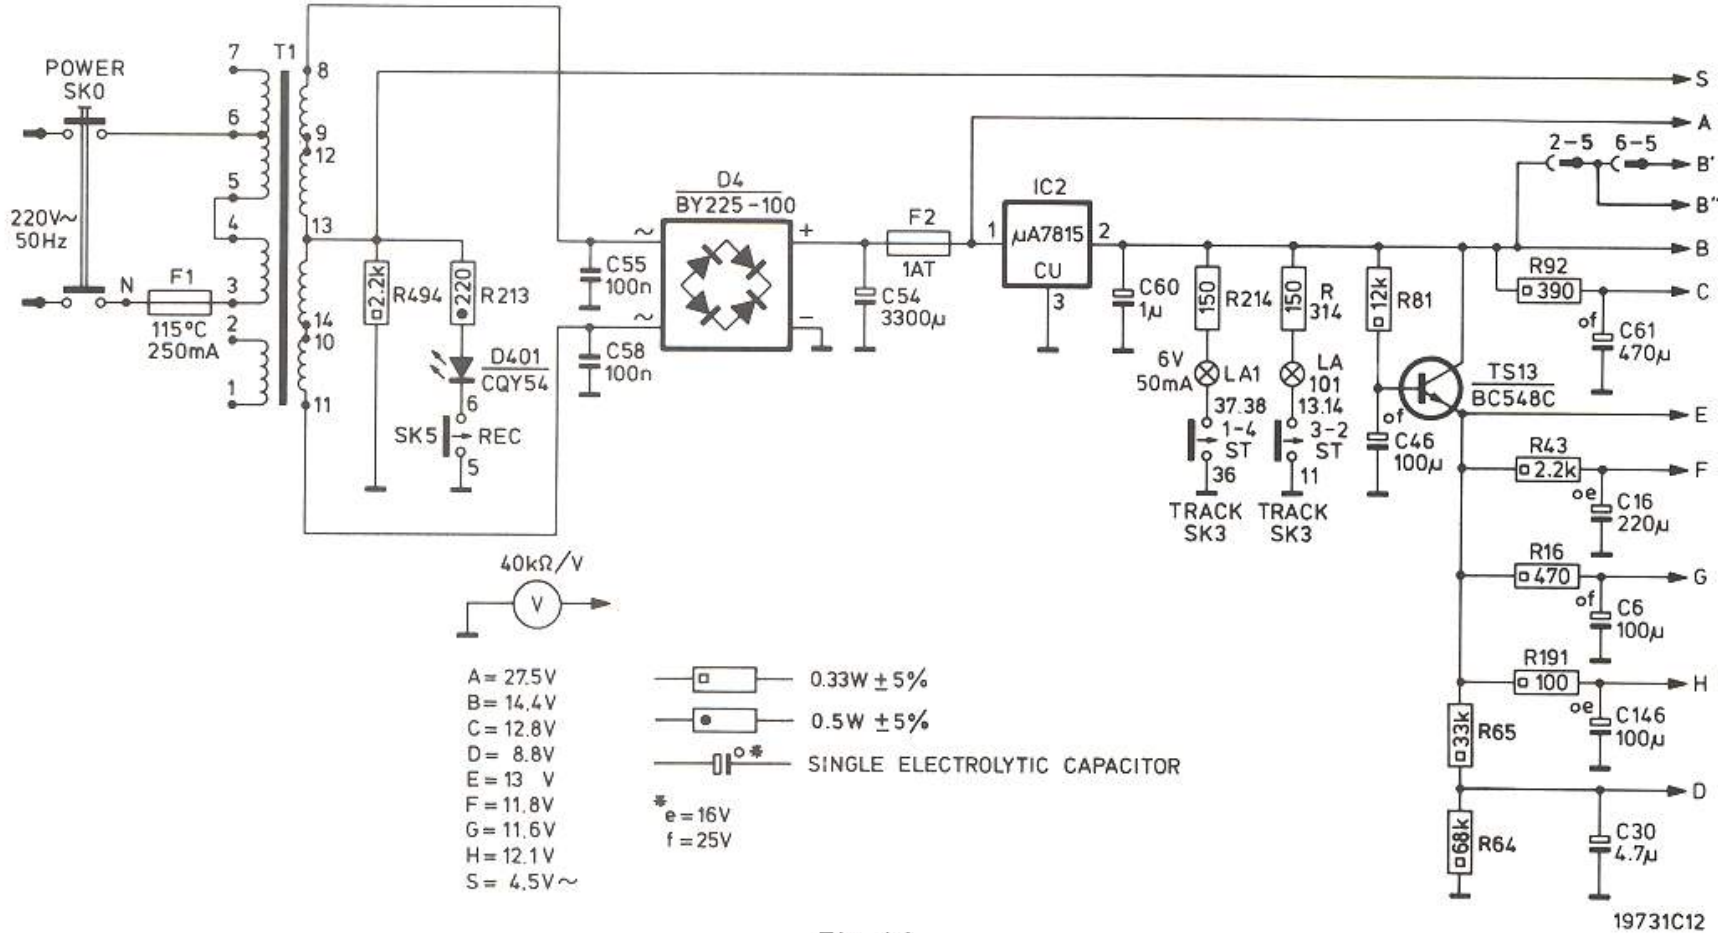 POWER
SK0
220V~
50Hz
N
F1
115°C
250mA
7
6
5
4
3
2
1
T1
8
9
12
13
14
10
11
2.2k
R494
220
R213
D401
CQY54
6
SK5
REC
5
~
~
C55
100n
C58
100n
D4
BY225-100
+
-
F2
1AT
C54
3300µ
1
IC2
µA7815
CU
2
3
C60
1µ
150
R214
6V
50mA
LA1
37.38
1-4
ST
36
TRACK
SK3
150
R
314
LA
101
13.14
3-2
ST
11
TRACK
SK3
12k
R81
of
C46
100µ
TS13
BC548C
S
A
2-5
6-5
B'
B"
B
R92
390
C
of
C61
470µ
E
R43
2.2k
F
oe
C16
220µ
R16
470
G
of
C6
100µ
R191
100
H
oe
C146
100µ
33k
R65
D
68k
R64
C30
4.7µ
40kΩ/V
V
A = 27.5V
B = 14,4V
C = 12.8V
D = 8.8V
E = 13 V
F = 11.8V
G = 11,6V
H = 12.1V
S = 4,5V~
0.33W ± 5%
0.5W ± 5%
o*
SINGLE ELECTROLYTIC CAPACITOR
*
e = 16V
f = 25V
19731C12